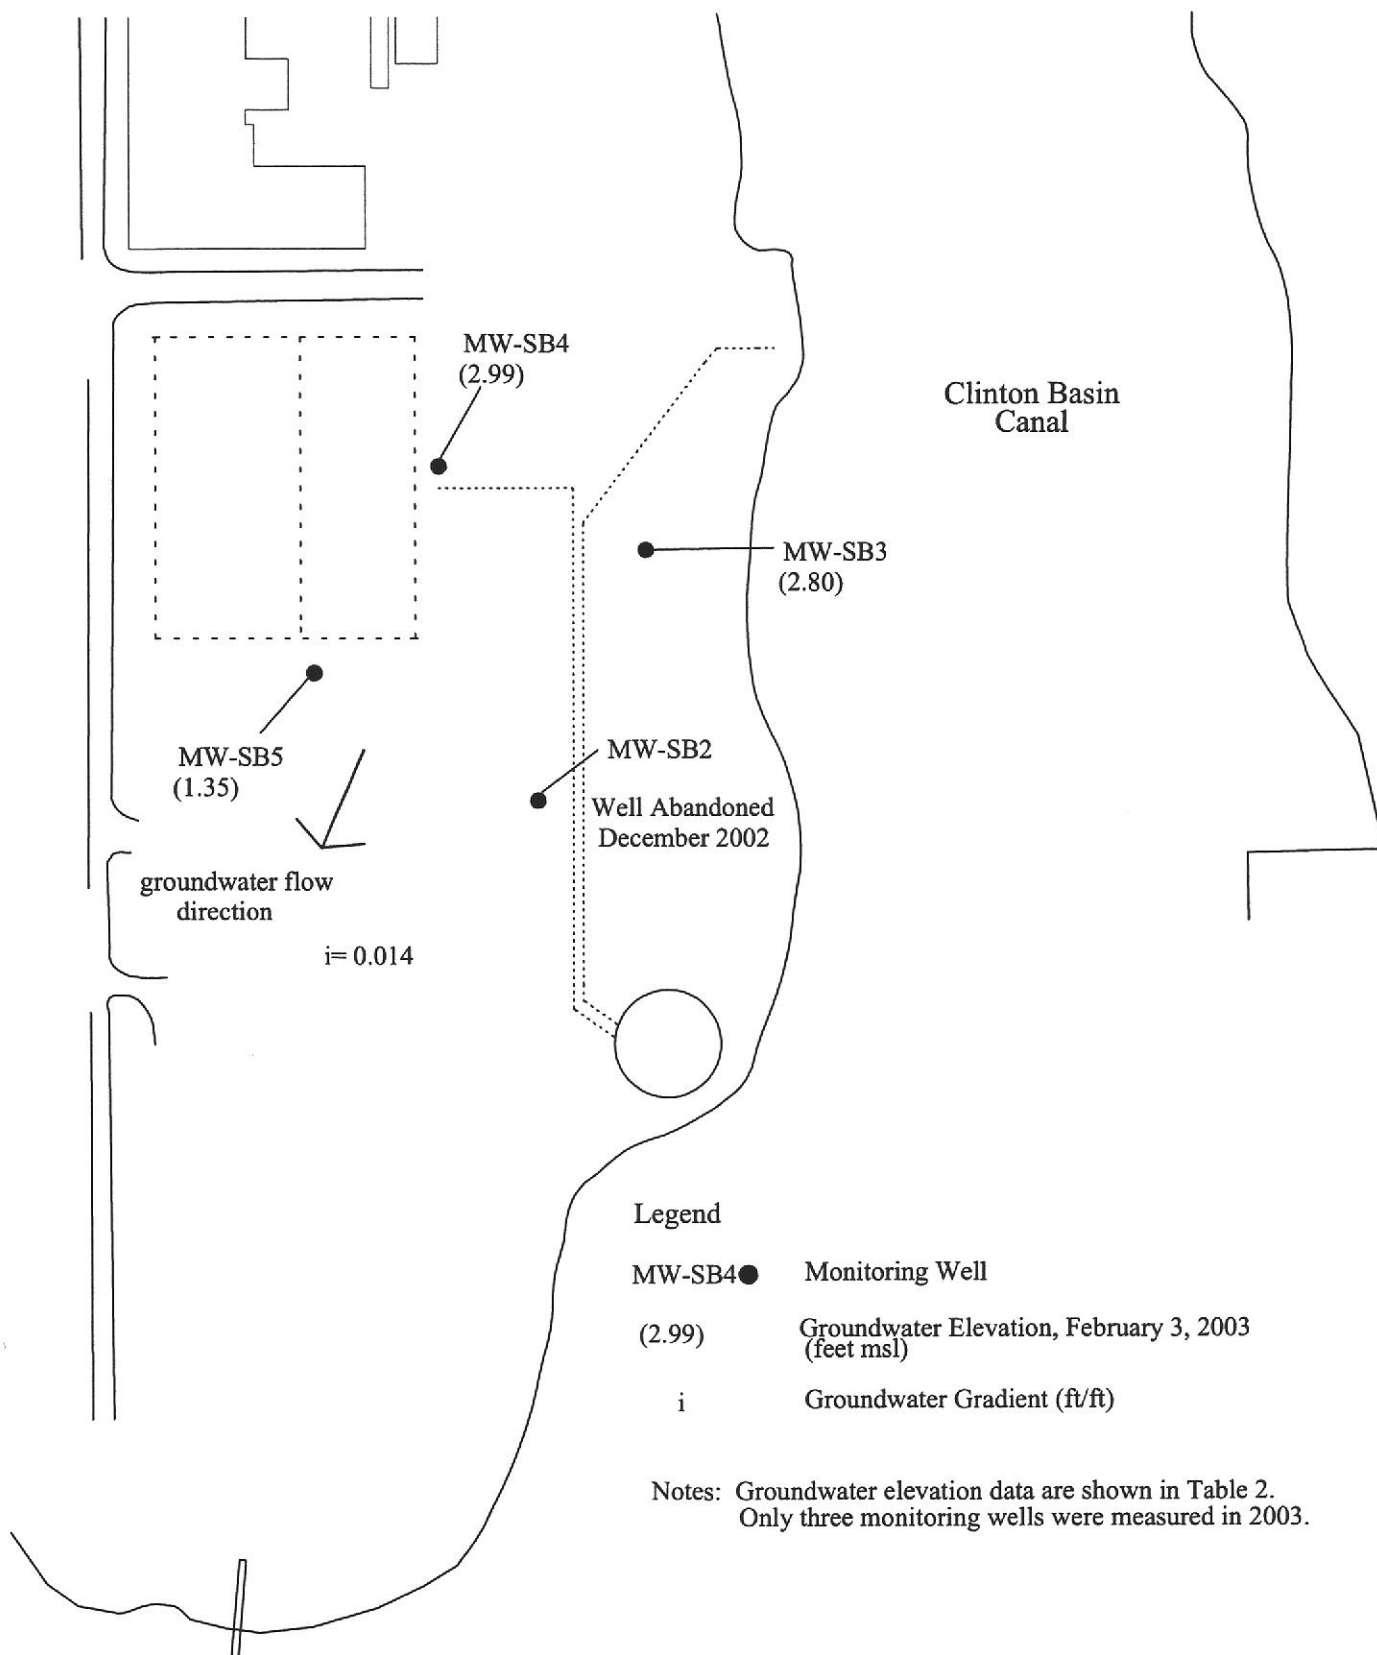 MW-SB4
(2.99)
Clinton Basin
Canal
MW-SB3
(2.80)
MW-SB5
(1.35)
MW-SB2
Well Abandoned
December 2002
groundwater flow
direction
i= 0.014
Legend
MW-SB4 Monitoring Well
(2.99) Groundwater Elevation, February 3, 2003
(feet msl)
i Groundwater Gradient (ft/ft)
Notes: Groundwater elevation data are shown in Table 2.
Only three monitoring wells were measured in 2003.